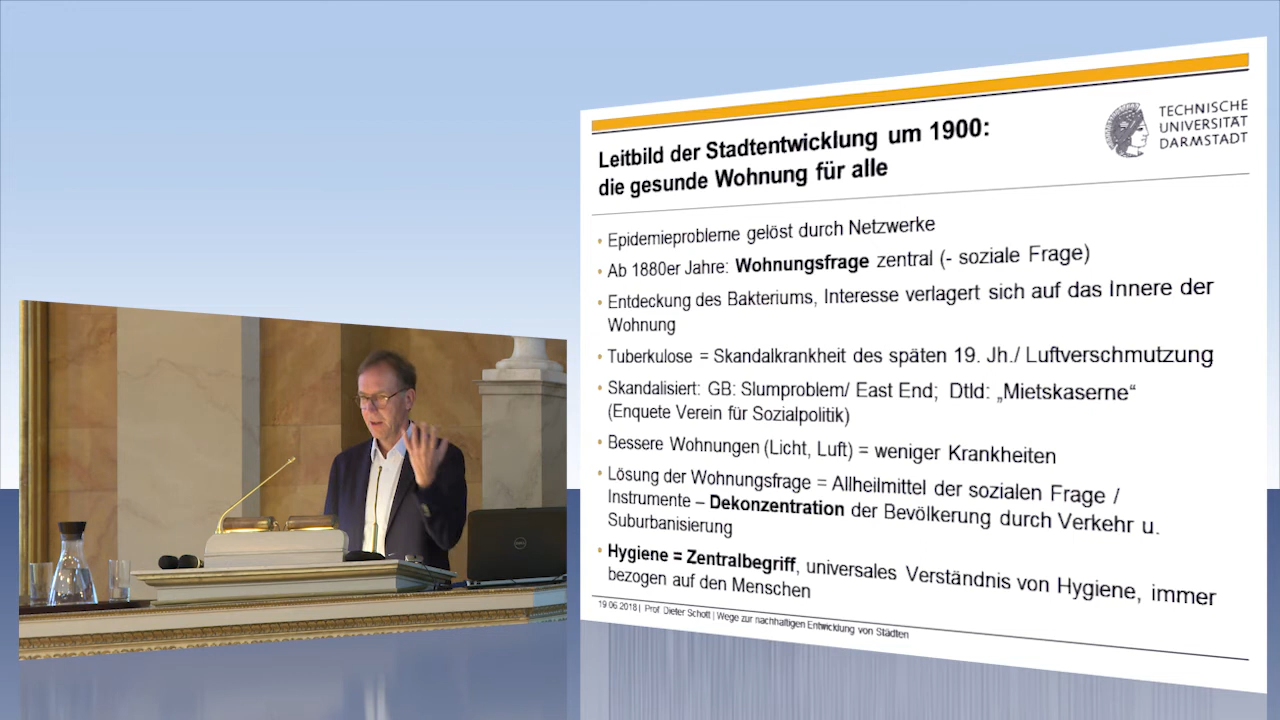 TECHNISCHE
UNIVERSITÄT
DARMSTADT
Leitbild der Stadtentwicklung um 1900:
die gesunde Wohnung für alle
• Epidemieprobleme gelöst durch Netzwerke
• Ab 1880er Jahre: Wohnungsfrage zentral (- soziale Frage)
• Entdeckung des Bakteriums, Interesse verlagert sich auf das Innere der
Wohnung
• Tuberkulose = Skandalkrankheit des späten 19. Jh./ Luftverschmutzung
• Skandalisiert: GB: Slumproblem/ East End; Dtld: „Mietskaserne“
(Enquete Verein für Sozialpolitik)
• Bessere Wohnungen (Licht, Luft) = weniger Krankheiten
• Lösung der Wohnungsfrage = Allheilmittel der sozialen Frage /
Instrumente – Dekonzentration der Bevölkerung durch Verkehr u.
Suburbanisierung
• Hygiene = Zentralbegriff, universales Verständnis von Hygiene, immer
bezogen auf den Menschen
19.06.2018 | Prof. Dieter Schott | Wege zur nachhaltigen Entwicklung von Städten
DELL